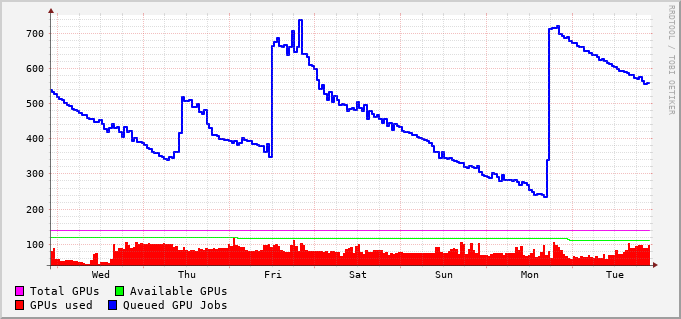 700
600
500
400
300
200
100
Wed Thu Fri Sat Sun Mon Tue
RRDTOOL / TOBI OETIKER
Total GPUs Available GPUs
GPUs used Queued GPU Jobs